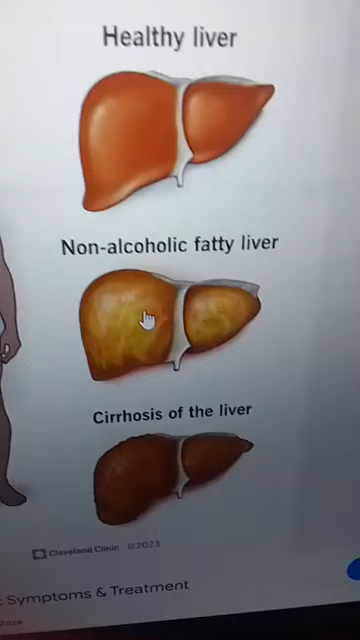 Healthy liver
Non-alcoholic fatty liver
Cirrhosis of the liver
Cleveland Clinic ©2023
: Symptoms & Treatment